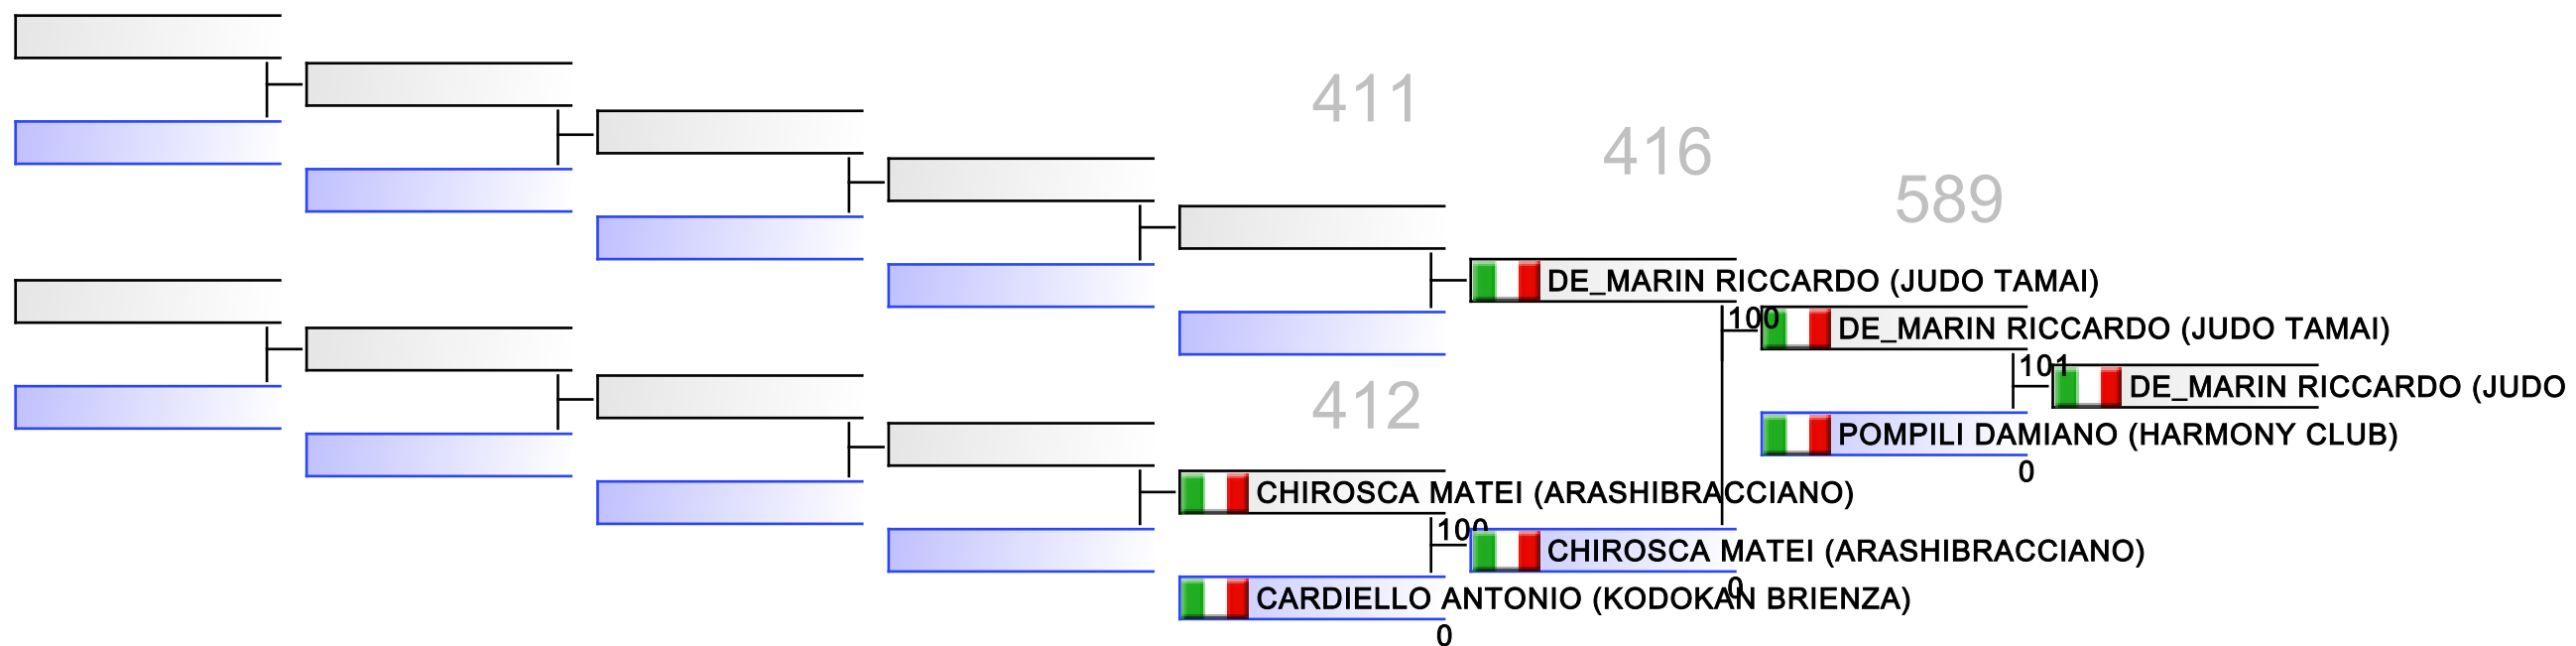 411
416
589
DE_MARIN RICCARDO (JUDO TAMAI)
100
DE_MARIN RICCARDO (JUDO TAMAI)
101
DE_MARIN RICCARDO (JUDO
412
POMPILI DAMIANO (HARMONY CLUB)
0
CHIROSCA MATEI (ARASHIBRACCIANO)
100
CHIROSCA MATEI (ARASHIBRACCIANO)
0
CARDIELLO ANTONIO (KODOKAN BRIENZA)
0